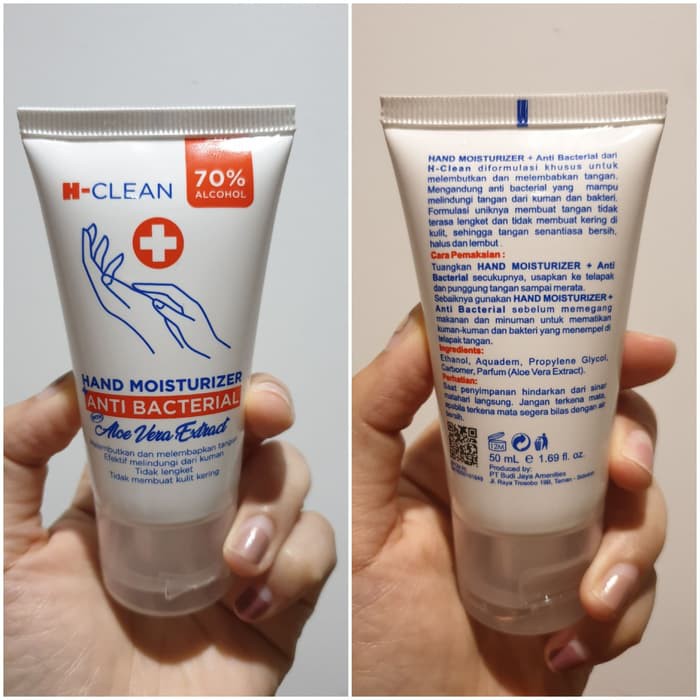 H-CLEAN
70%
ALCOHOL
HAND MOISTURIZER
ANTI BACTERIAL
Aloe Vera Extract
Melembutkan dan melembapkan tangan
Efektif melindungi dari kuman
Tidak lengket
Tidak membuat kulit kering
HAND MOISTURIZER + Anti Bacterial dari
H-Clean diformulasi khusus untuk
melembutkan dan melembabkan tangan.
Mengandung anti bacterial yang mampu
melindungi tangan dari kuman dan bakteri.
Formulasi uniknya membuat tangan tidak
terasa lengket dan tidak membuat kering di
kulit, sehingga tangan senantiasa bersih,
halus dan lembut .
Cara Pemakaian :
Tuangkan HAND MOISTURIZER + Anti
Bacterial secukupnya, usapkan ke telapak
dan punggung tangan sampai merata.
Sebaiknya gunakan HAND MOISTURIZER +
Anti Bacterial sebelum memegang
makanan dan minuman untuk mematikan
kuman-kuman dan bakteri yang menempel di
telapak tangan.
Ingredients:
Ethanol, Aquadem, Propylene Glycol,
Carbomer, Parfum (Aloe Vera Extract).
Perhatian:
Saat penyimpanan hindarkan dari sinar
matahari langsung. Jangan terkena mata,
apabila terkena mata segera bilas dengan air
bersih.
12M
50 mL e 1.69 fl. oz.
Produced by:
PT Budi Jaya Amenities
Jl. Raya Trosobo 19B, Taman -